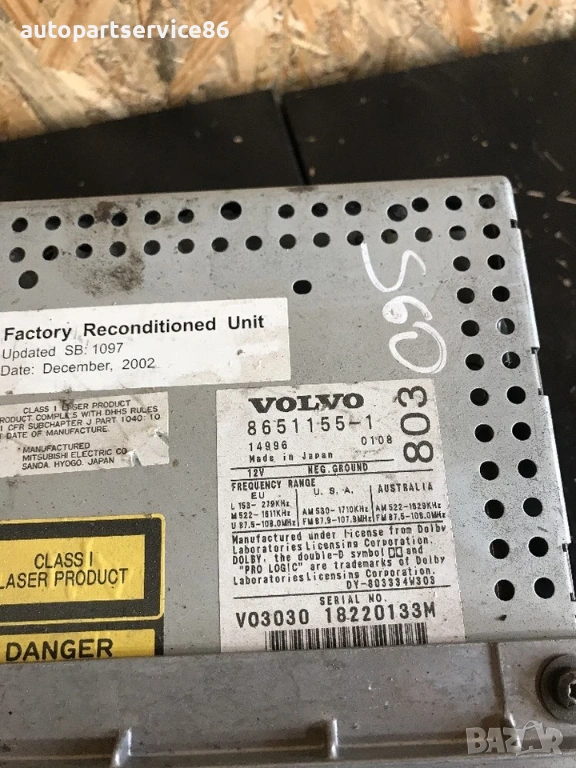 autopartservice86
S60
Factory Reconditioned Unit
Updated SB: 1097
Date: December, 2002
CLASS I LASER PRODUCT
PRODUCT COMPLIES WITH DHHS RULES
1 CFR SUBCHAPTER J PART 1040: 10,
T DATE OF MANUFACTURE.
MANUFACTURED
MITSUBISHI ELECTRIC CO
SANDA, HYOGO, JAPAN
VOLVO
8651155-1
14996 0108
Made in Japan
803
12V NEG.GROUND
FREQUENCY RANGE
EU U. S. A. AUSTRALIA
L 153- 279KHz
M 522-1611KHz AM 530-1710KHz AM 522-1629KHz
U 87.5-108.0MHz FM 87.9-107.9MHz FM 87.5-108.0MHz
Manufactured under license from Dolby
Laboratories Licensing Corporation.
DOLBY, the double-D symbol and
"PRO LOGIC" are trademarks of Dolby
Laboratories Licensing Corporation.
DY-803334W303
SERIAL NO.
V03030 18220133M
CLASS I
LASER PRODUCT
DANGER
BAZAR